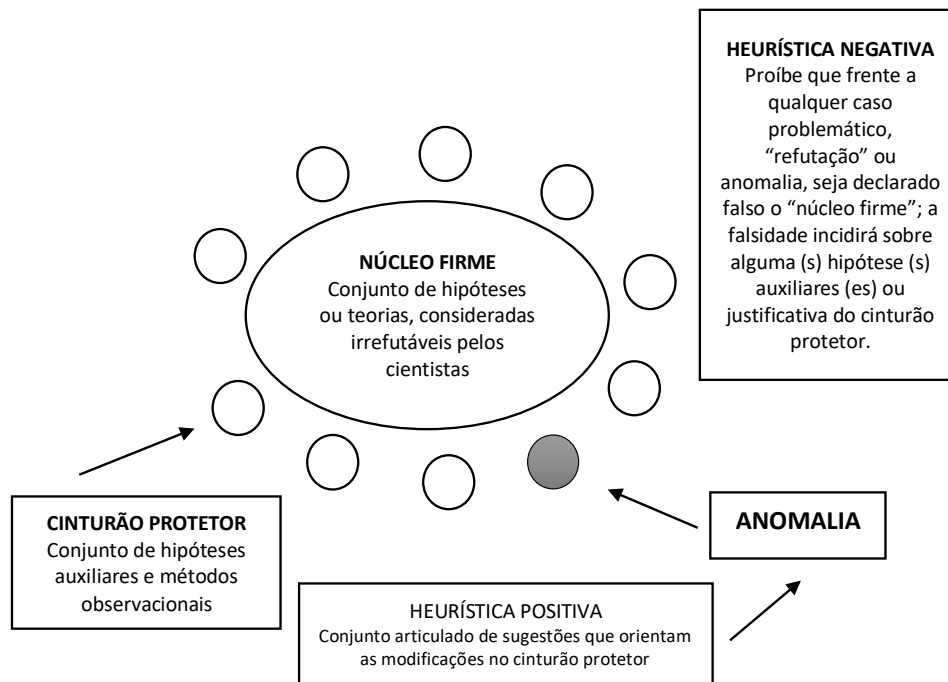 HEURÍSTICA NEGATIVA
Proíbe que frente a
qualquer caso
problemático,
“refutação” ou
anomalia, seja declarado
falso o “núcleo firme”; a
falsidade incidirá sobre
alguma (s) hipótese (s)
auxiliares (es) ou
justificativa do cinturão
protetor.
NÚCLEO FIRME
Conjunto de hipóteses
ou teorias, consideradas
irrefutáveis pelos
cientistas
CINTURÃO PROTETOR
Conjunto de hipóteses
auxiliares e métodos
observacionais
ANOMALIA
HEURÍSTICA POSITIVA
Conjunto articulado de sugestões que orientam
as modificações no cinturão protetor